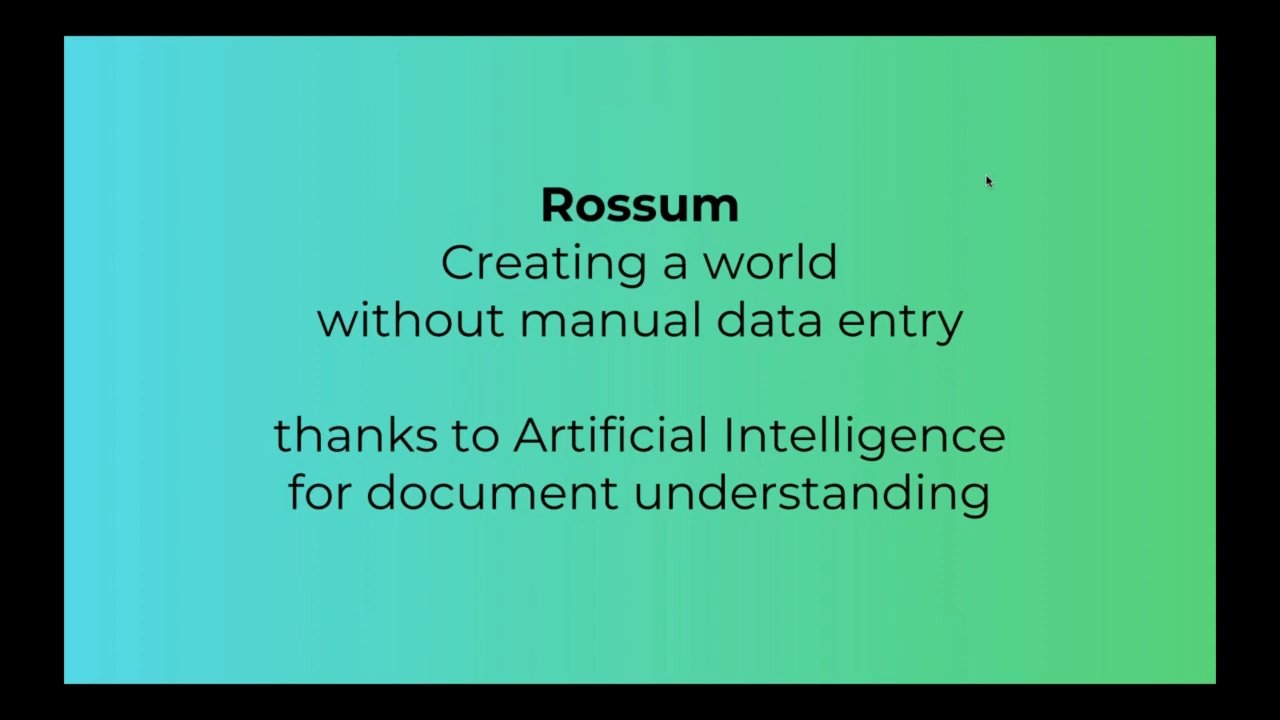 Rossum
Creating a world
without manual data entry
thanks to Artificial Intelligence
for document understanding